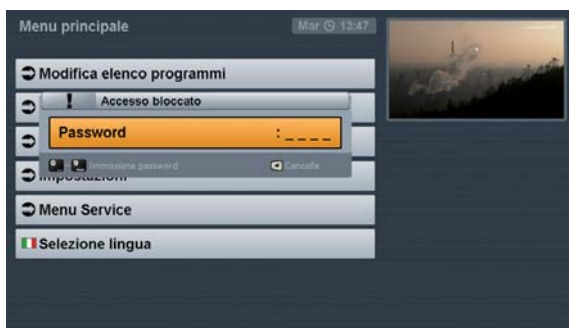 Menu principale
Mar 13:47
Modifica elenco programmi
! Accesso bloccato
Password : _ _ _ _
Immissione password
Cancella
Impostazioni
Menu Service
Selezione lingua